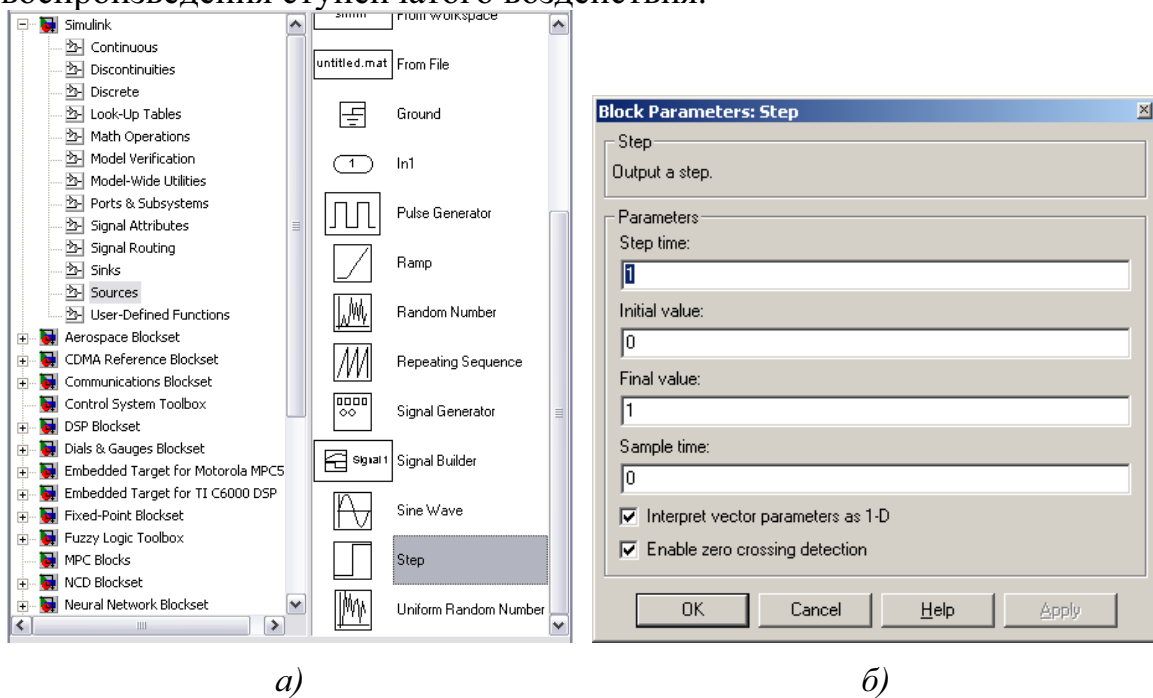 воспроизведения ступенчатого воздействия.
Simulink
Continuous
Discontinuities
Discrete
Look-Up Tables
Math Operations
Model Verification
Model-Wide Utilities
Ports & Subsystems
Signal Attributes
Signal Routing
Sinks
Sources
User-Defined Functions
Aerospace Blockset
CDMA Reference Blockset
Communications Blockset
Control System Toolbox
DSP Blockset
Dials & Gauges Blockset
Embedded Target for Motorola MPC5
Embedded Target for TI C6000 DSP
Fixed-Point Blockset
Fuzzy Logic Toolbox
MPC Blocks
NCD Blockset
Neural Network Blockset
simin From Workspace
untitled.mat From File
Ground
1 In1
Pulse Generator
Ramp
Random Number
Repeating Sequence
Signal Generator
Signal 1 Signal Builder
Sine Wave
Step
Uniform Random Number
а)
Block Parameters: Step
Step
Output a step.
Parameters
Step time:
1
Initial value:
0
Final value:
1
Sample time:
0
Interpret vector parameters as 1-D
Enable zero crossing detection
OK Cancel Help Apply
б)